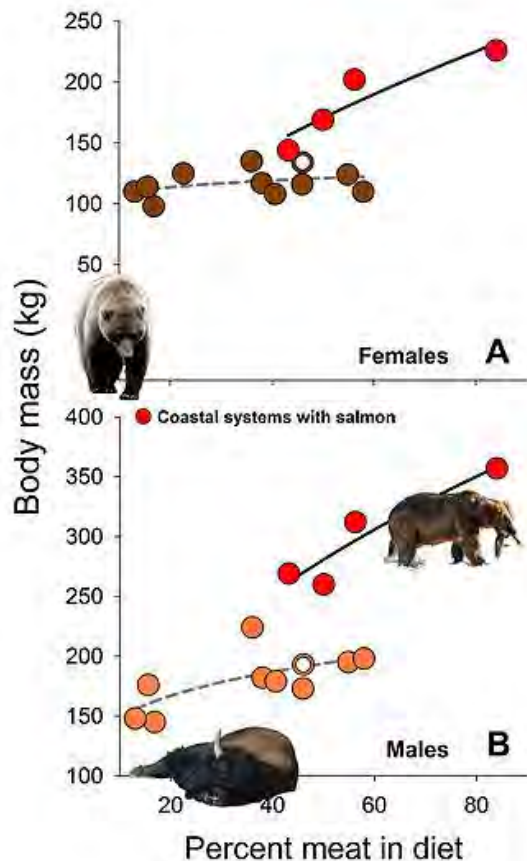 250
200
150
100
50
Females A
Body mass (kg)
400
Coastal systems with salmon
350
300
250
200
150
Males B
100
20 40 60 80
Percent meat in diet